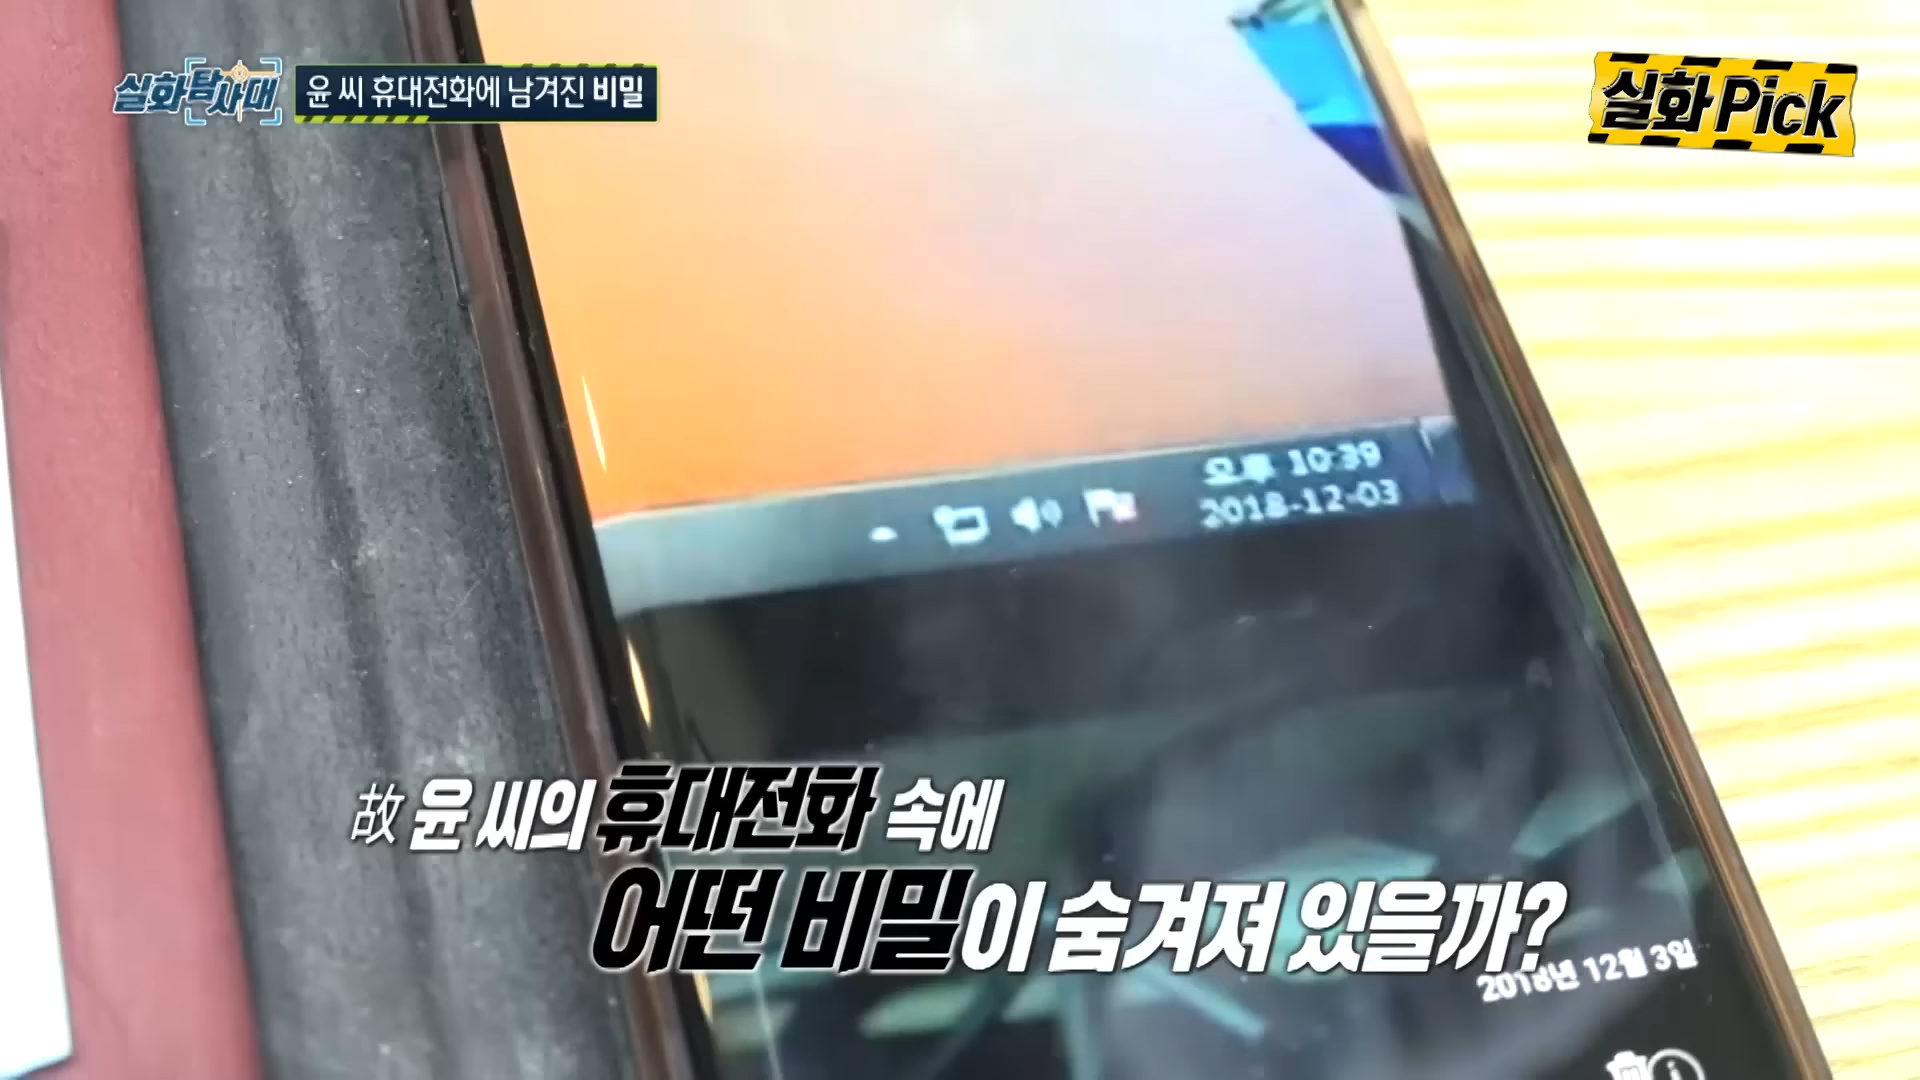 실화탐사대
윤 씨 휴대전화에 남겨진 비밀
실화Pick
오후 10:39
2018-12-03
故 윤 씨의 휴대전화 속에
어떤 비밀이 숨겨져 있을까?
2018년 12월 3일